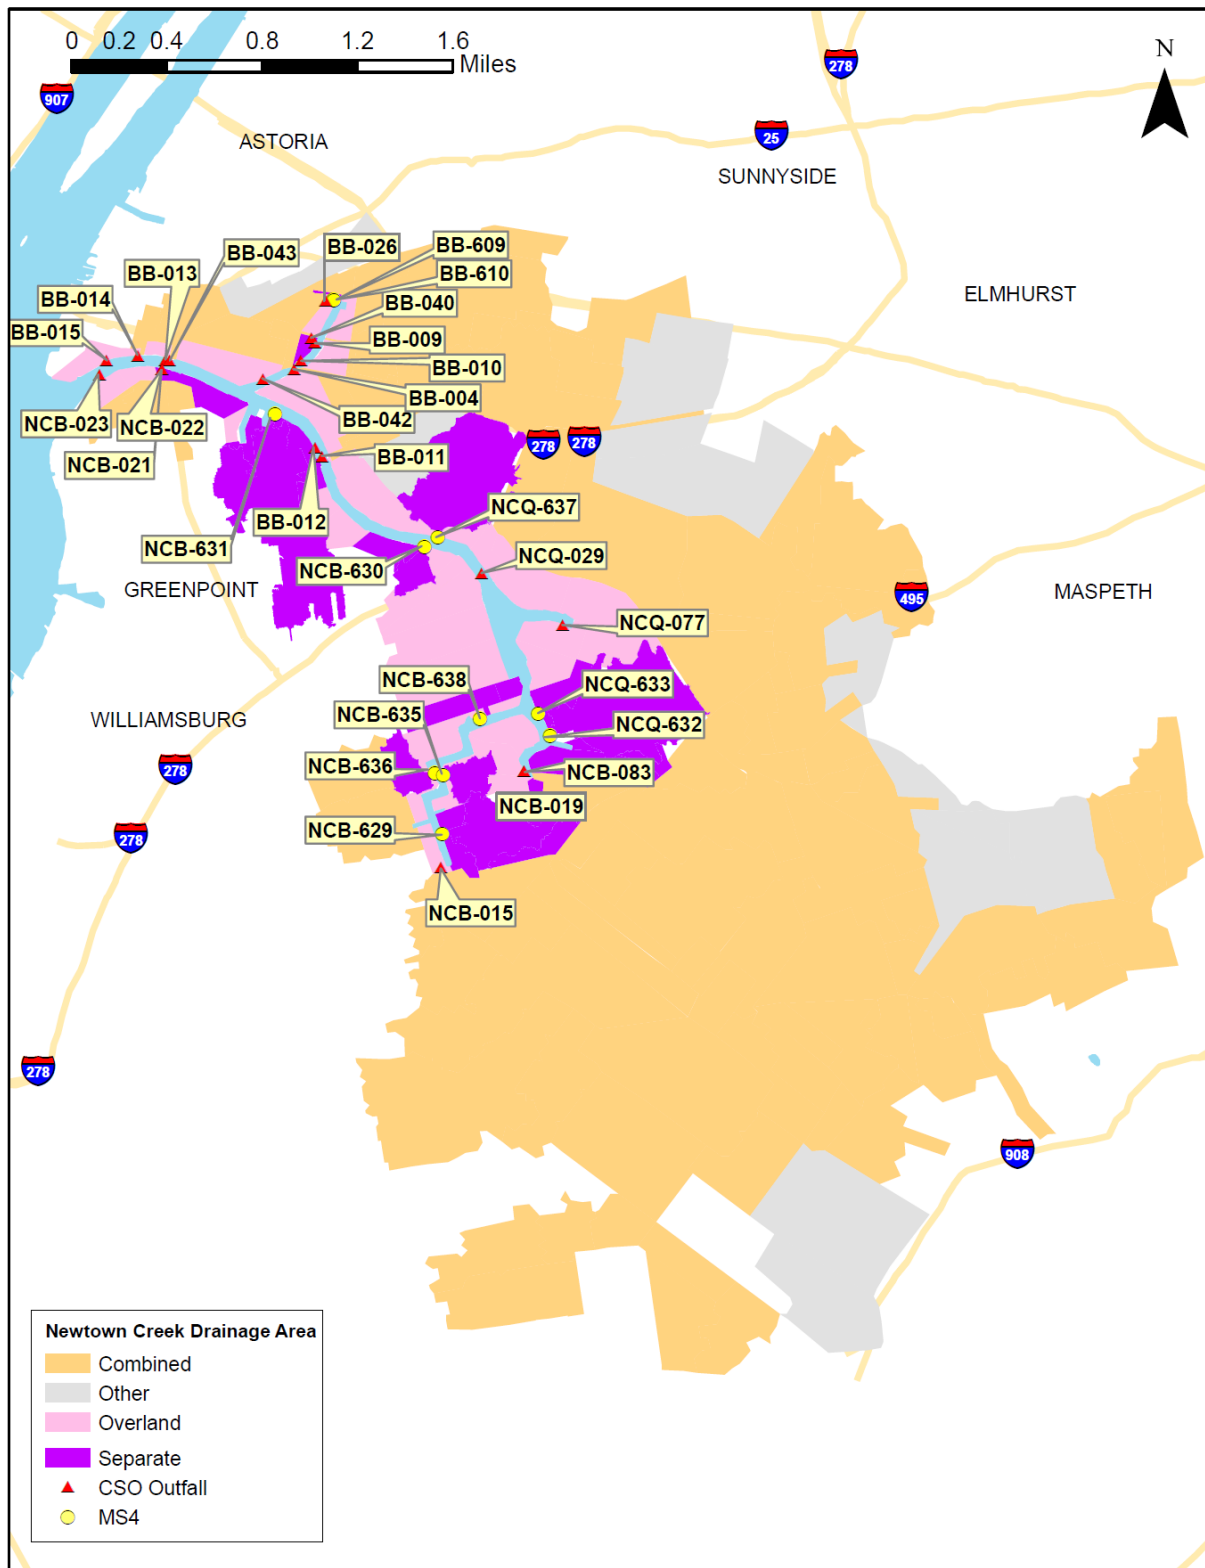 0 0.2 0.4 0.8 1.2 1.6
Miles
N
278
907
ASTORIA
25
SUNNYSIDE
BB-026
BB-609
BB-043
BB-013
BB-610
BB-014
BB-040
ELMHURST
BB-015
BB-009
BB-010
BB-004
NCB-023
NCB-022
BB-042
278
278
NCB-021
BB-011
NCQ-637
BB-012
NCB-631
NCQ-029
NCB-630
GREENPOINT
495
MASPETH
NCQ-077
NCB-638
NCQ-633
NCB-635
WILLIAMSBURG
NCQ-632
278
NCB-636
NCB-083
NCB-019
NCB-629
278
NCB-015
278
908
Newtown Creek Drainage Area
Combined
Other
Overland
Separate
CSO Outfall
MS4